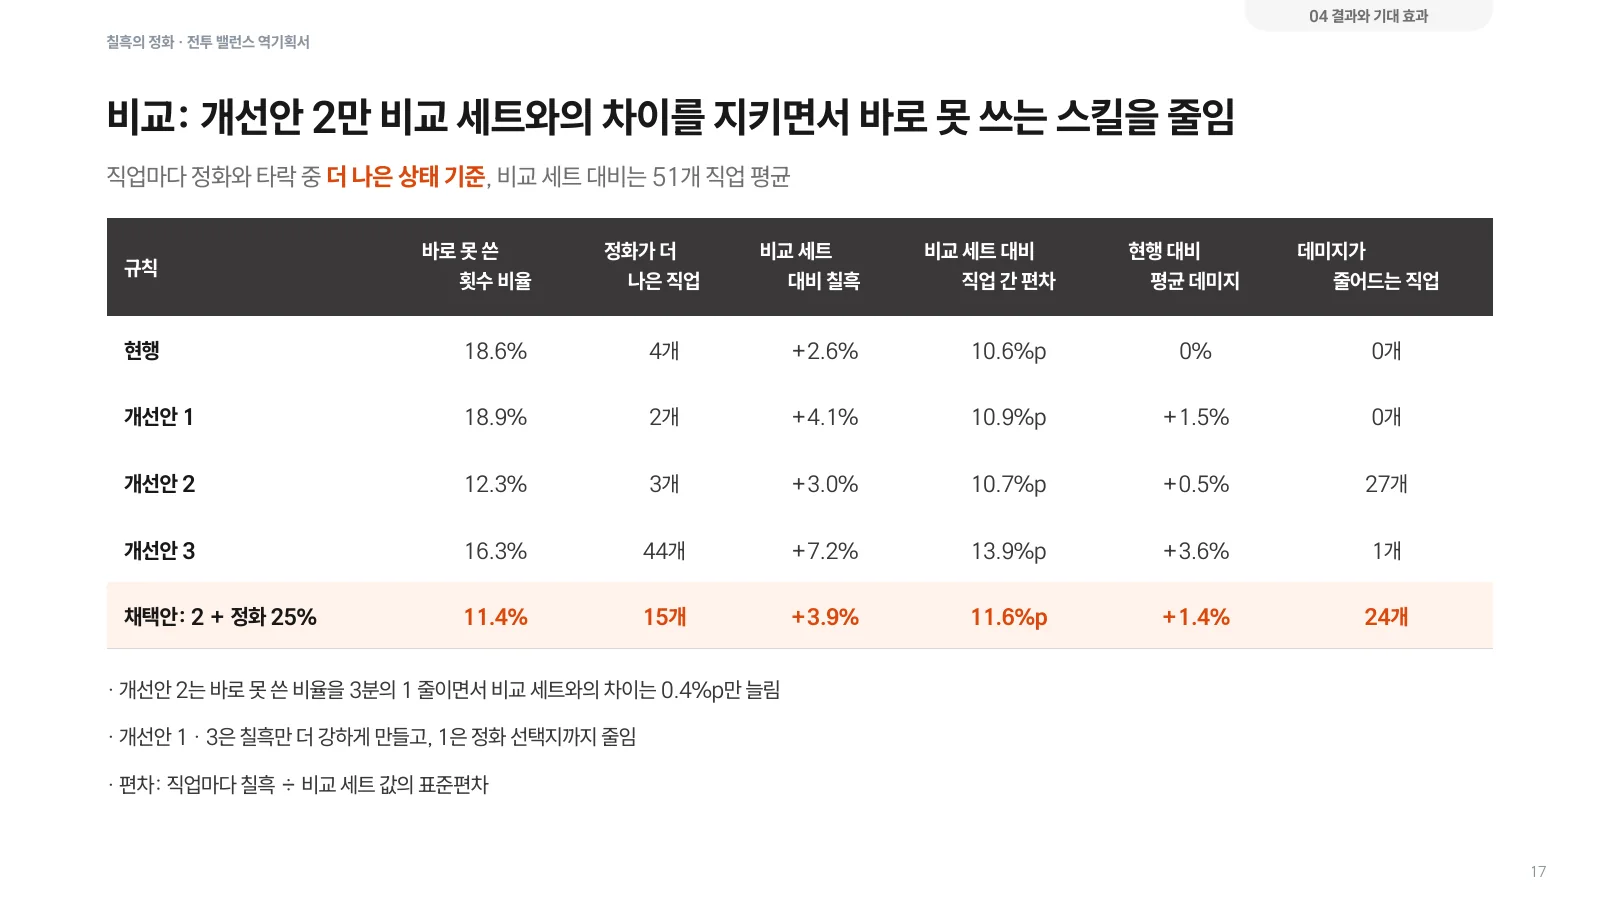 04 결과와 기대 효과
칠흑의 정화 · 전투 밸런스 역기획서
비교: 개선안 2만 비교 세트와의 차이를 지키면서 바로 못 쓰는 스킬을 줄임
직업마다 정화와 타락 중 더 나은 상태 기준, 비교 세트 대비는 51개 직업 평균
규칙 바로 못 쓴 횟수 비율 정화가 더 나은 직업 비교 세트 대비 칠흑 비교 세트 대비 직업 간 편차 현행 대비 평균 데미지 데미지가 줄어드는 직업
현행 18.6% 4개 +2.6% 10.6%p 0% 0개
개선안 1 18.9% 2개 +4.1% 10.9%p +1.5% 0개
개선안 2 12.3% 3개 +3.0% 10.7%p +0.5% 27개
개선안 3 16.3% 44개 +7.2% 13.9%p +3.6% 1개
채택안: 2 + 정화 25% 11.4% 15개 +3.9% 11.6%p +1.4% 24개
· 개선안 2는 바로 못 쓴 비율을 3분의 1 줄이면서 비교 세트와의 차이는 0.4%p만 늘림
· 개선안 1 · 3은 칠흑만 더 강하게 만들고, 1은 정화 선택지까지 줄임
· 편차: 직업마다 칠흑 ÷ 비교 세트 값의 표준편차
17